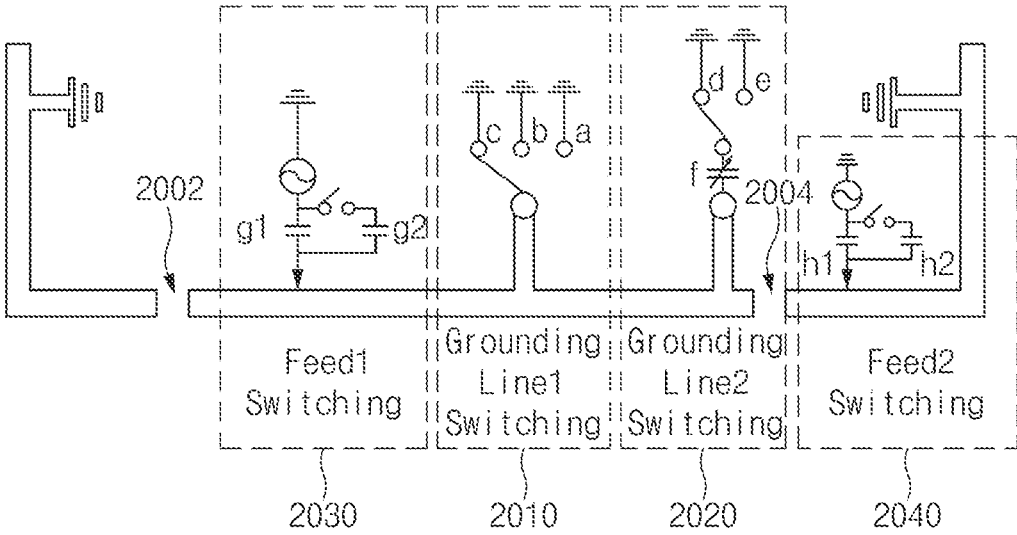 d e
c b a
f
2002
2004
g1 g2
h1 h2
Feed1
Switching
Grounding
Line1
Switching
Grounding
Line2
Switching
Feed2
Switching
2030
2010
2020
2040